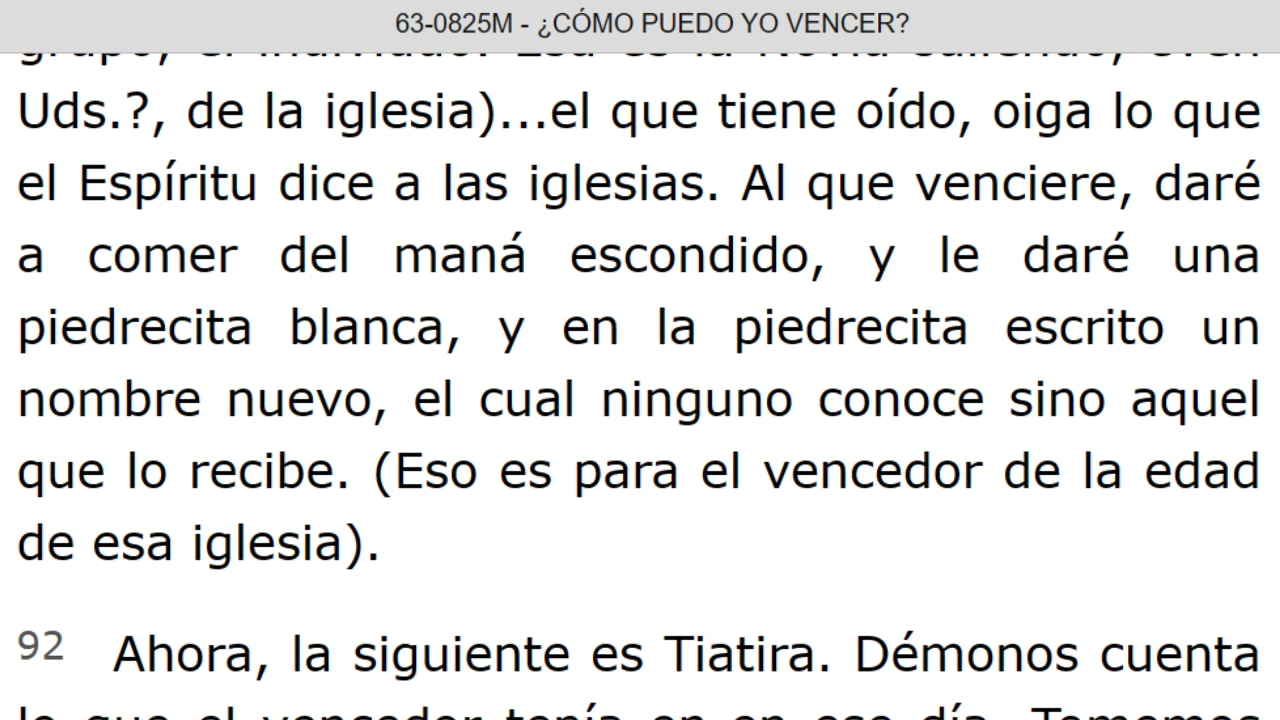 63-0825M - ¿CÓMO PUEDO YO VENCER?
Uds.?, de la iglesia)...el que tiene oído, oiga lo que
el Espíritu dice a las iglesias. Al que venciere, daré
a comer del maná escondido, y le daré una
piedrecita blanca, y en la piedrecita escrito un
nombre nuevo, el cual ninguno conoce sino aquel
que lo recibe. (Eso es para el vencedor de la edad
de esa iglesia).
92 Ahora, la siguiente es Tiatira. Démonos cuenta